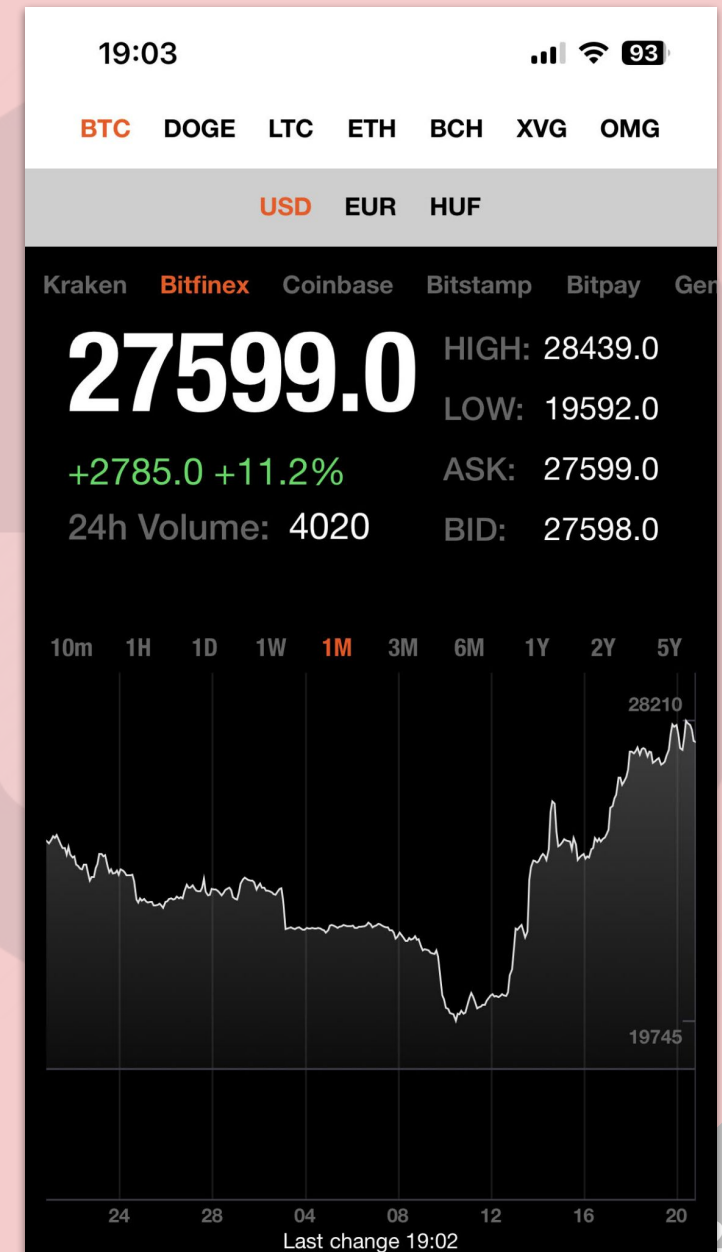 19:03 93
BTC DOGE LTC ETH BCH XVG OMG
USD EUR HUF
Kraken Bitfinex Coinbase Bitstamp Bitpay Ger
27599.0
+2785.0 +11.2%
24h Volume: 4020
HIGH: 28439.0
LOW: 19592.0
ASK: 27599.0
BID: 27598.0
10m 1H 1D 1W 1M 3M 6M 1Y 2Y 5Y
28210
19745
24 28 04 08 12 16 20
Last change 19:02